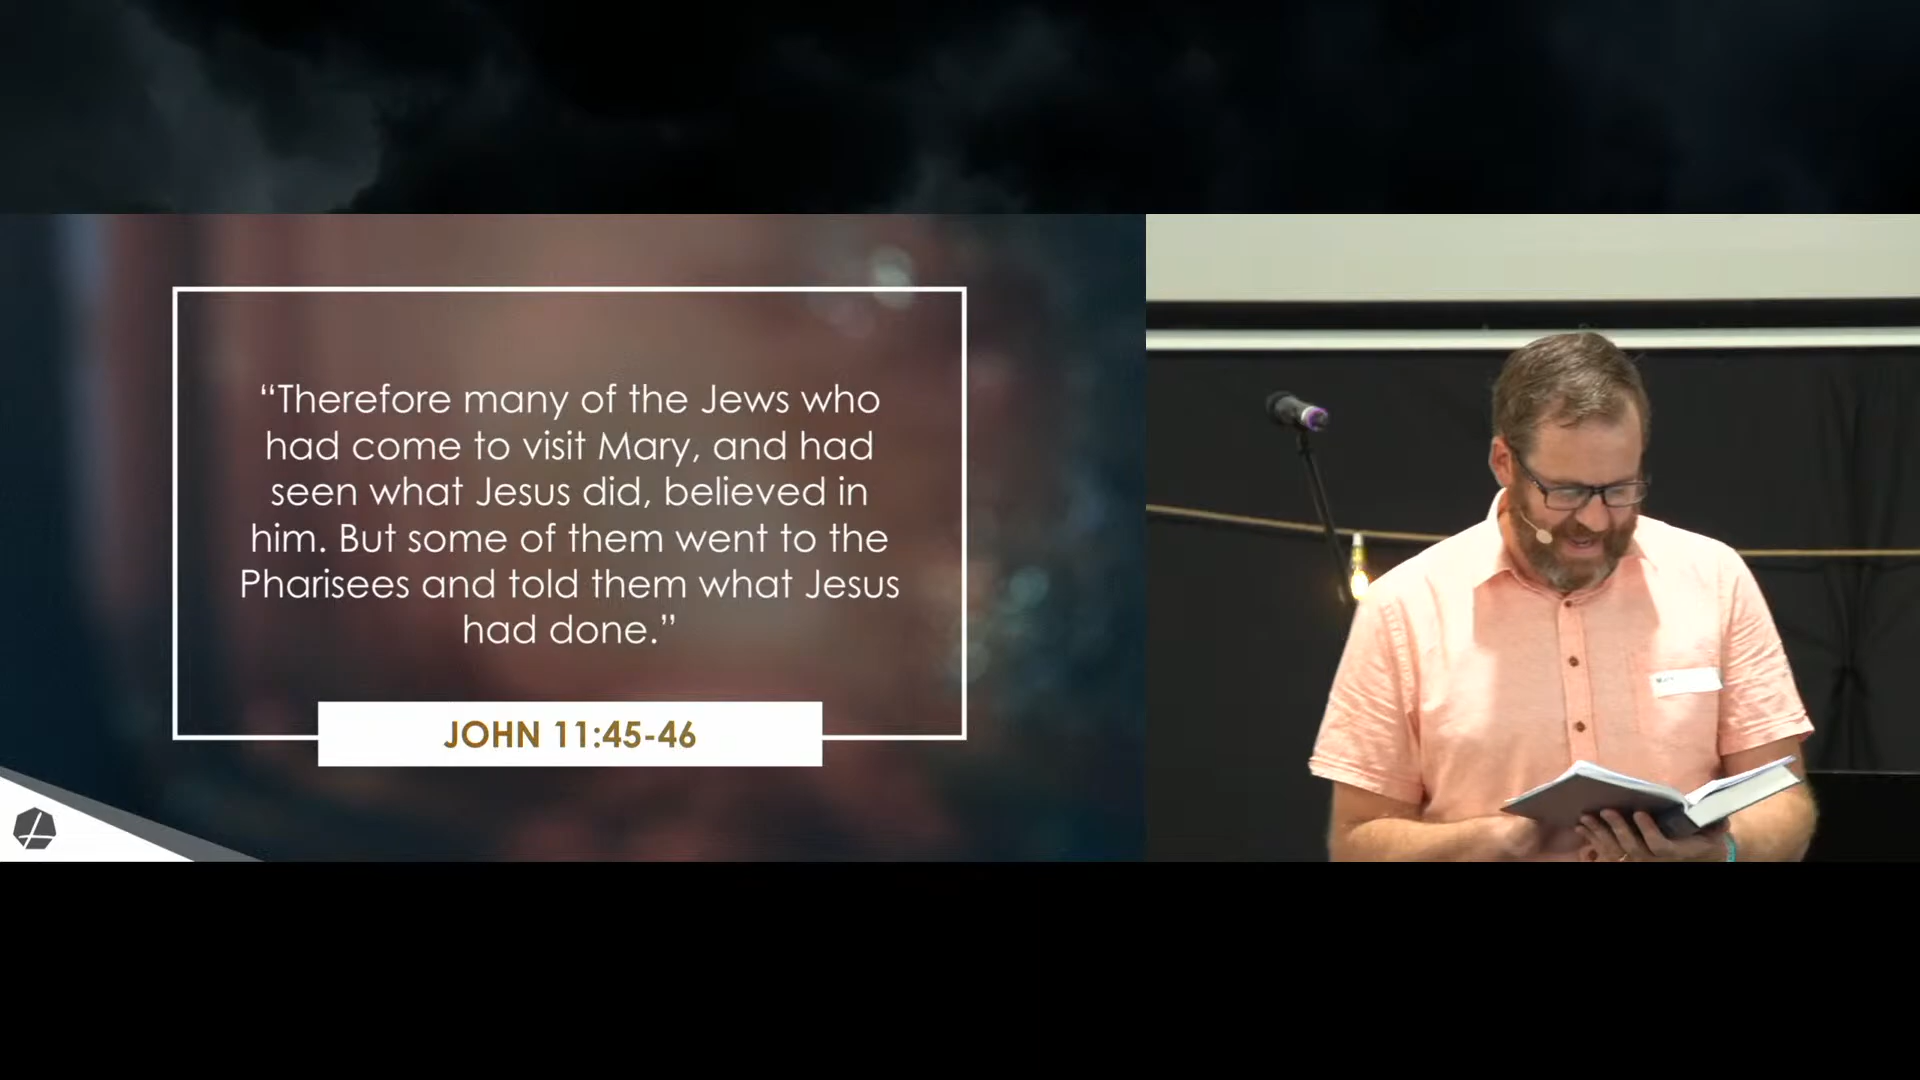 “Therefore many of the Jews who
had come to visit Mary, and had
seen what Jesus did, believed in
him. But some of them went to the
Pharisees and told them what Jesus
had done.”
JOHN 11:45-46